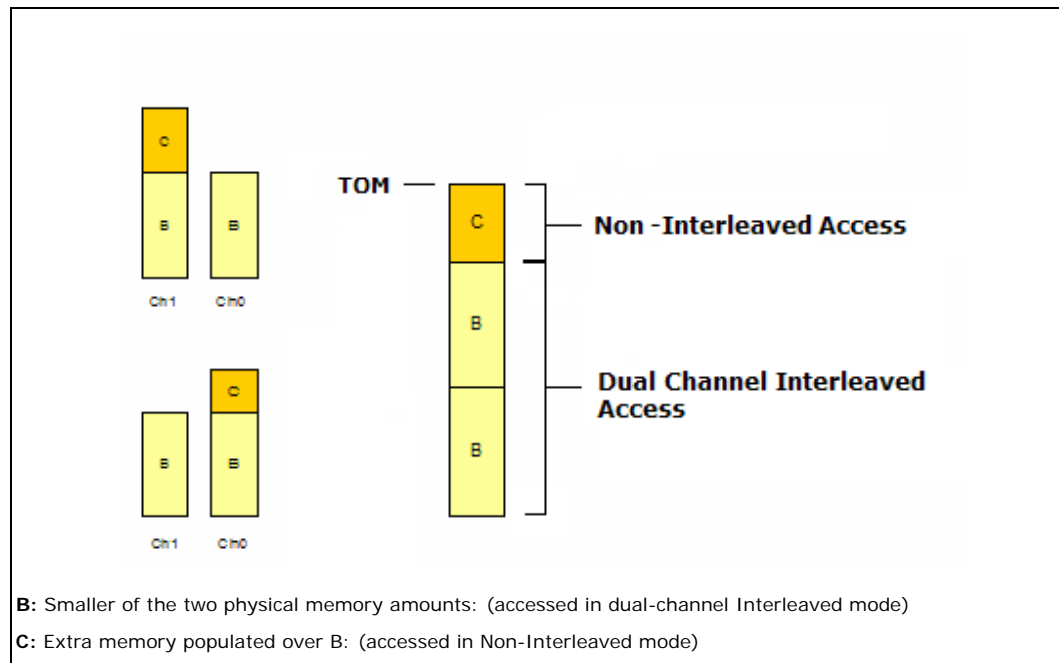 C
B
B
Ch1
Ch0
TOM
C
Non -Interleaved Access
B
Dual Channel Interleaved
Access
B
C
B
B
Ch1
Ch0
B: Smaller of the two physical memory amounts: (accessed in dual-channel Interleaved mode)
C: Extra memory populated over B: (accessed in Non-Interleaved mode)